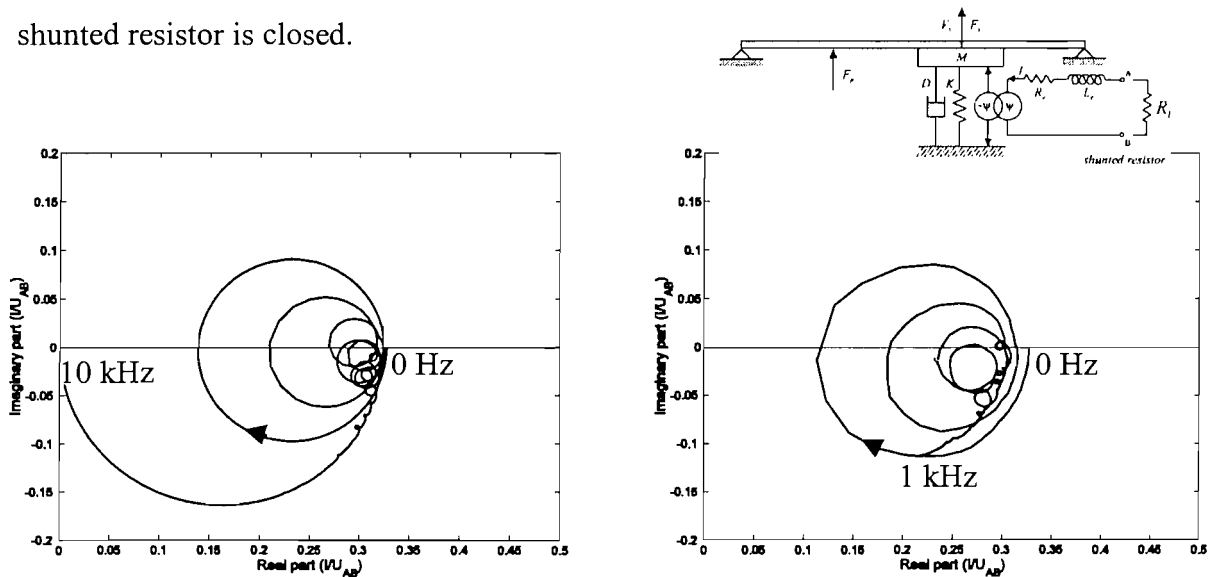 shunted resistor is closed.
F_s
M
F_p
D
K
I
R_e
L_e
A
R_l
-Ψ
Ψ
B
shunted resistor
0.2
0.15
0.1
0.05
0
-0.05
-0.1
-0.15
-0.2
Imaginary part (I/U_AB)
10 kHz
0 Hz
0
0.05
0.1
0.15
0.2
0.25
0.3
0.35
0.4
0.45
0.5
Real part (I/U_AB)
0.2
0.15
0.1
0.05
0
-0.05
-0.1
-0.15
-0.2
Imaginary part (I/U_AB)
0 Hz
1 kHz
0
0.05
0.1
0.15
0.2
0.25
0.3
0.35
0.4
0.45
0.5
Real part (I/U_AB)